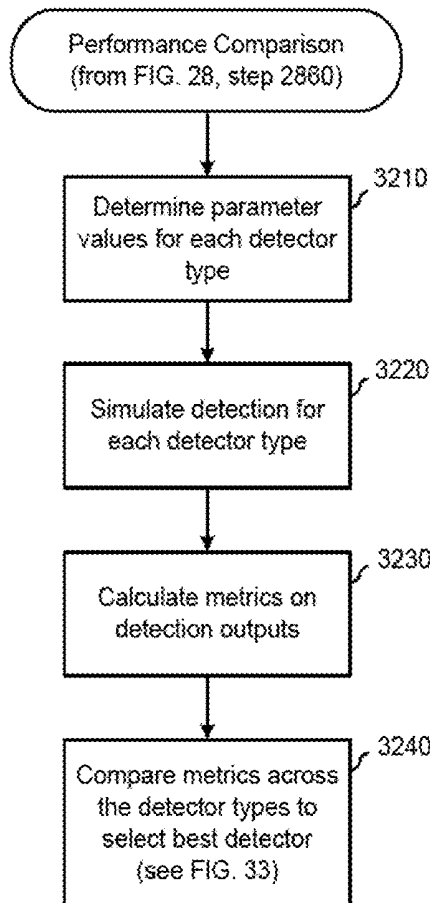 Performance Comparison
(from FIG. 28, step 2860)
3210
Determine parameter
values for each detector
type
3220
Simulate detection for
each detector type
3230
Calculate metrics on
detection outputs
3240
Compare metrics across
the detector types to
select best detector
(see FIG. 33)